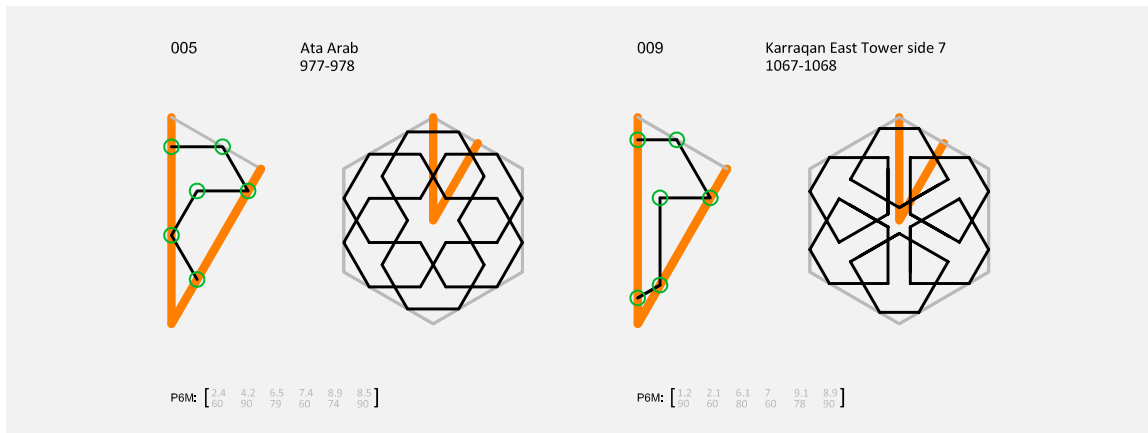 005
Ata Arab
977-978
009
Karraqan East Tower side 7
1067-1068
P6M: [2.4 4.2 6.5 7.4 8.9 8.5
60 90 79 60 74 90]
P6M: [1.2 2.1 6.1 7 9.1 8.9
90 60 80 60 78 90]